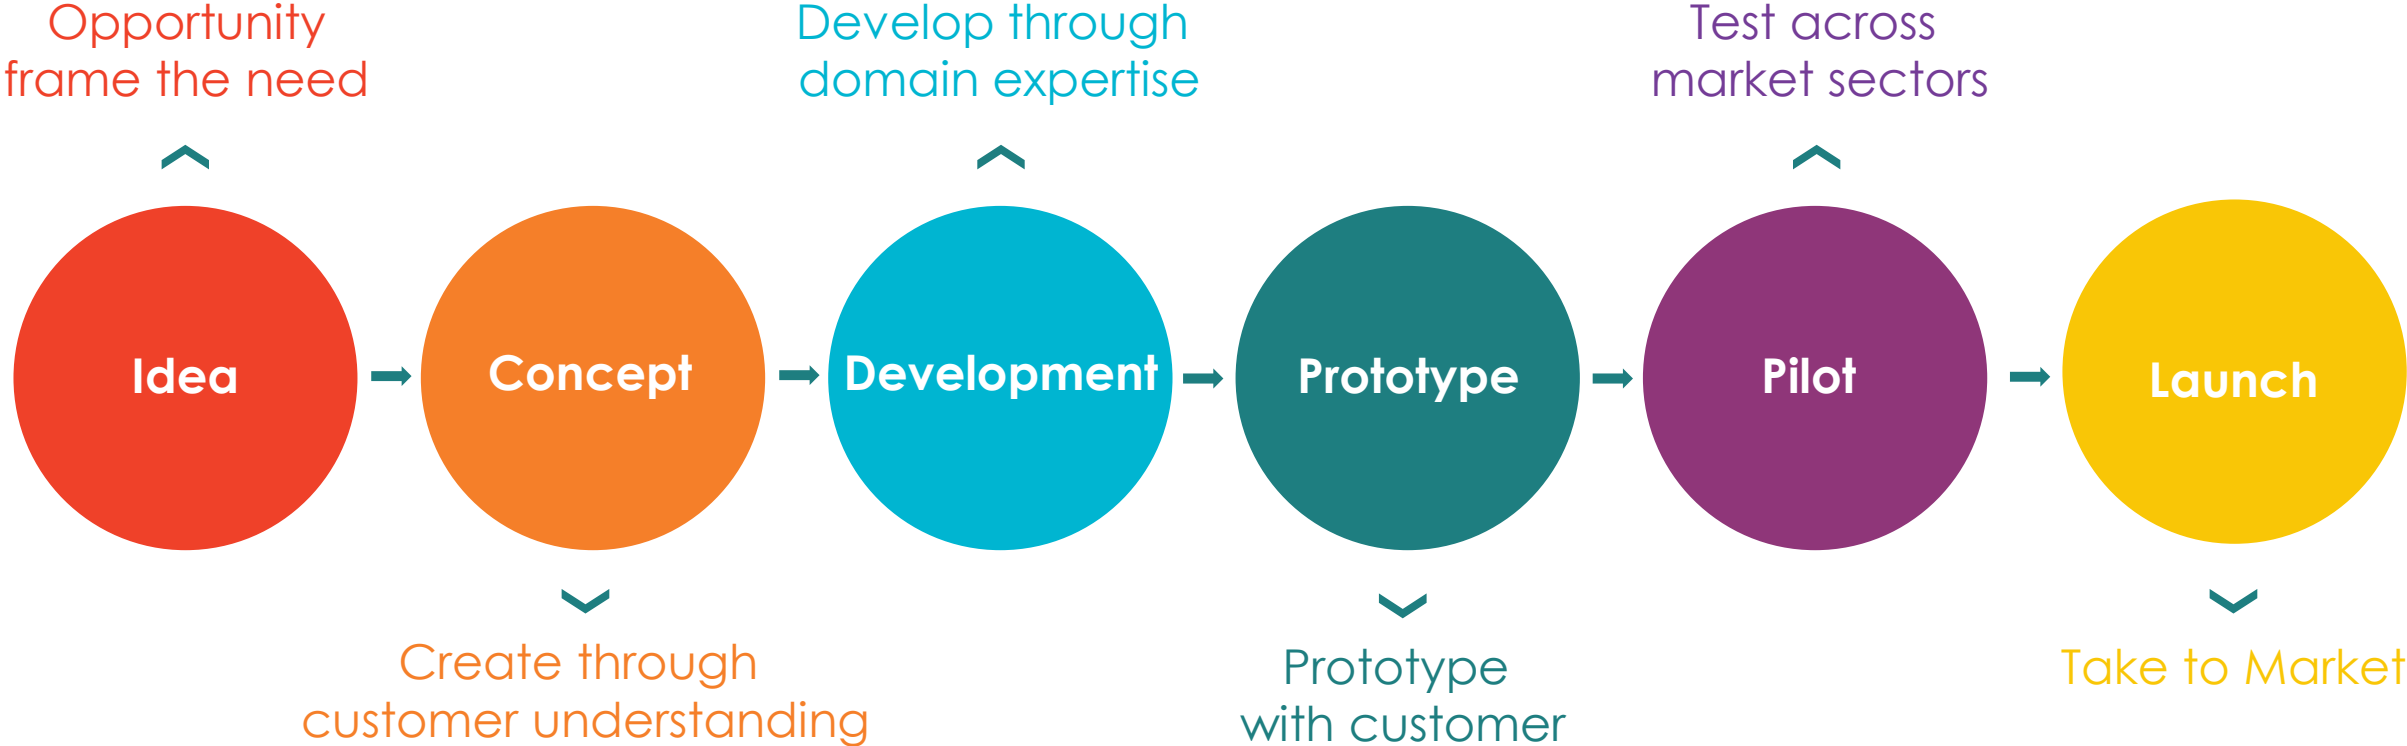 Opportunity
frame the need
Develop through
domain expertise
Test across
market sectors
Idea
Concept
Development
Prototype
Pilot
Launch
Create through
customer understanding
Prototype
with customer
Take to Market